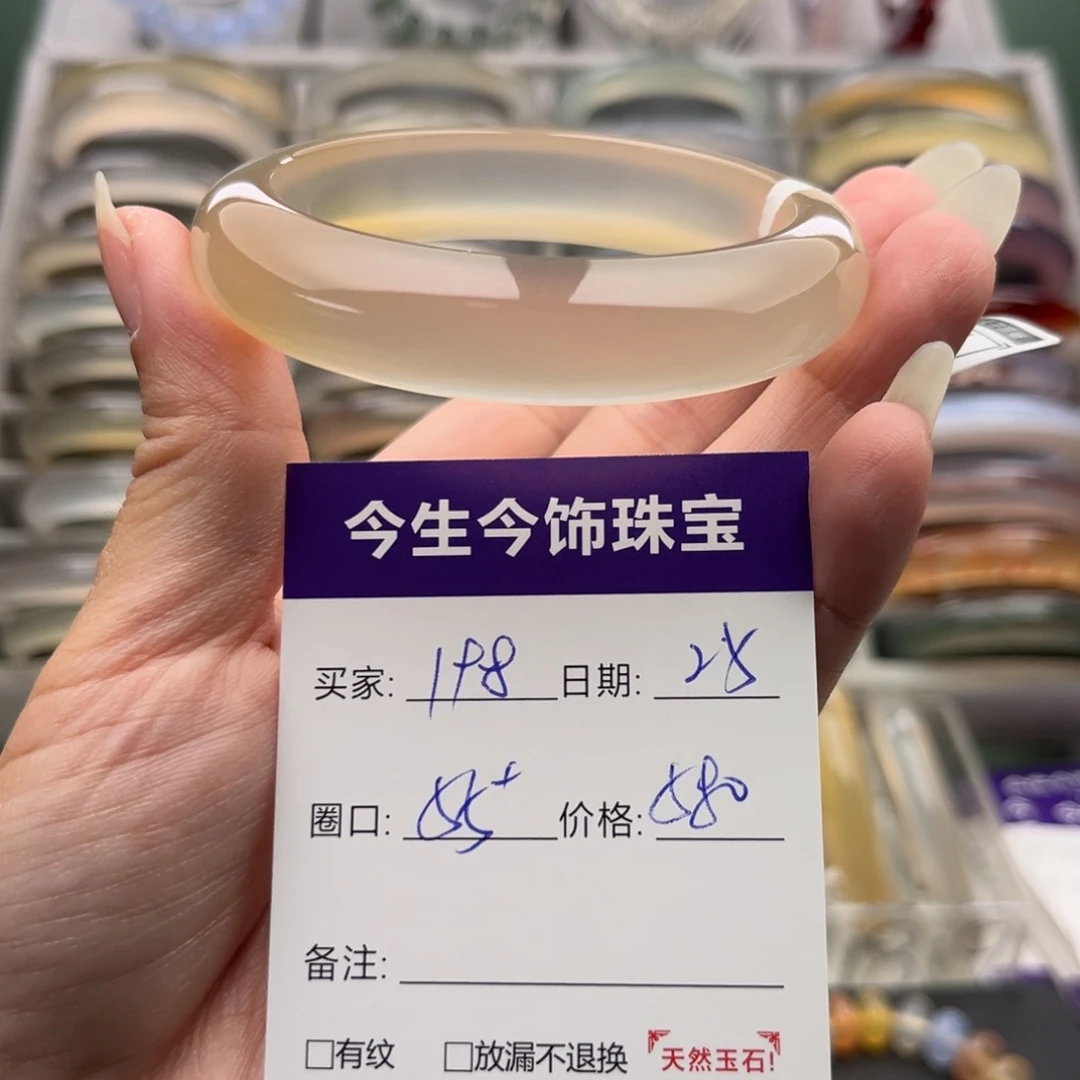 今生今饰珠宝
买家: 198 日期: 28
圈口: 55+ 价格: 580
备注:
□有纹 □放漏不退换 天然玉石!